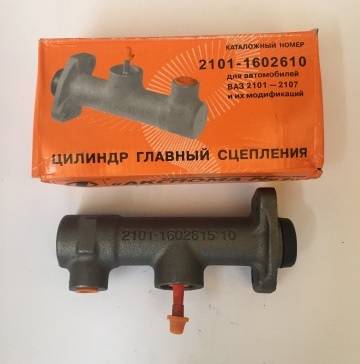 КАТАЛОЖНЫЙ НОМЕР
2101-1602610
для автомобилей
ВАЗ 2101 — 2107
и их модификаций
ЦИЛИНДР ГЛАВНЫЙ СЦЕПЛЕНИЯ
2101-1602615 10